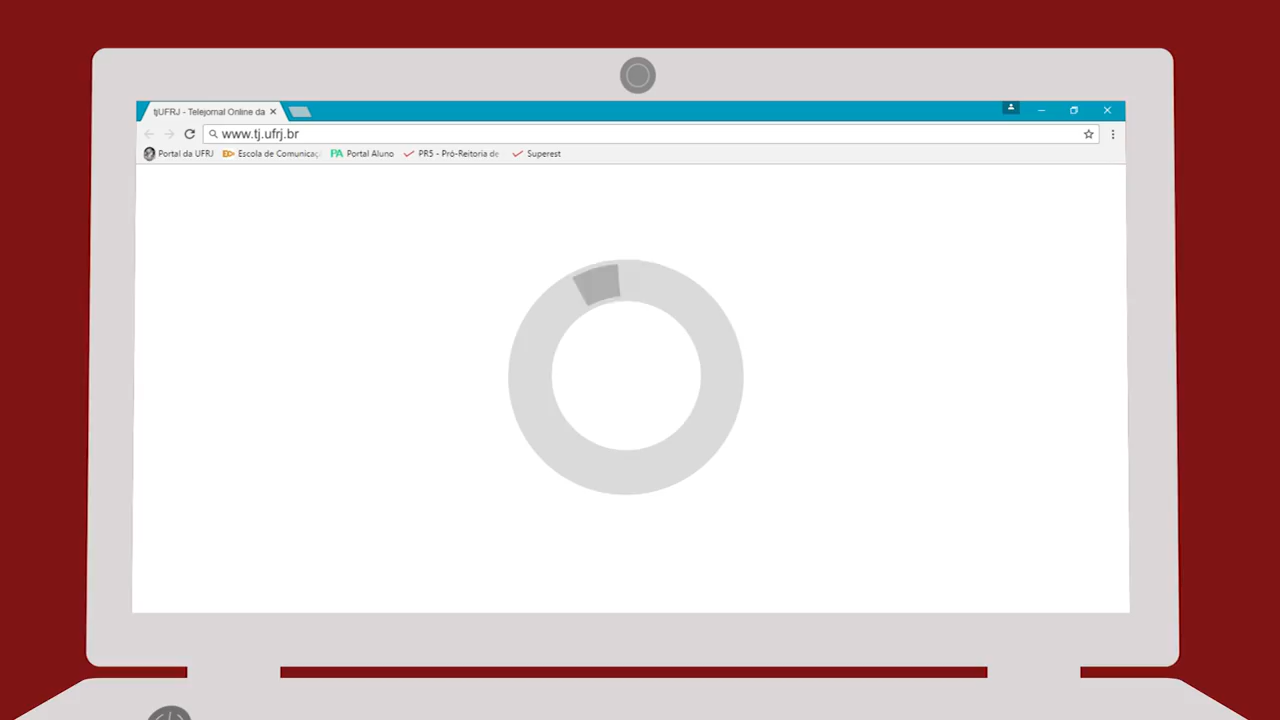 tjUFRJ - Telejornal Online da
www.tj.ufrj.br
Portal da UFRJ Escola de Comunicaç PA Portal Aluno PR5 - Pró-Reitoria de Superest